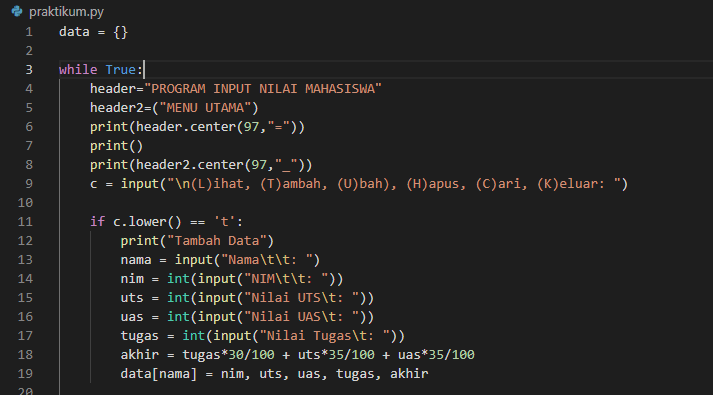 praktikum.py
1 data = {}
2
3 while True:
4     header="PROGRAM INPUT NILAI MAHASISWA"
5     header2=("MENU UTAMA")
6     print(header.center(97,"="))
7     print()
8     print(header2.center(97,"_"))
9     c = input("\n(L)ihat, (T)ambah, (U)bah), (H)apus, (C)ari, (K)eluar: ")
10
11     if c.lower() == 't':
12         print("Tambah Data")
13         nama = input("Nama\t\t: ")
14         nim = int(input("NIM\t\t: "))
15         uts = int(input("Nilai UTS\t: "))
16         uas = int(input("Nilai UAS\t: "))
17         tugas = int(input("Nilai Tugas\t: "))
18         akhir = tugas*30/100 + uts*35/100 + uas*35/100
19         data[nama] = nim, uts, uas, tugas, akhir
20